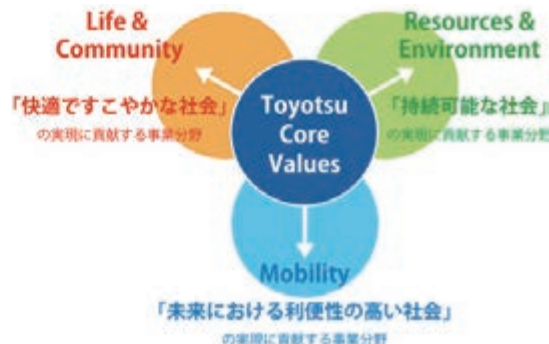 Life &
Community
「快適ですこやかな社会」
の実現に貢献する事業分野
Resources &
Environment
「持続可能な社会」
の実現に貢献する事業分野
Toyotsu
Core
Values
Mobility
「未来における利便性の高い社会」
の実現に貢献する事業分野